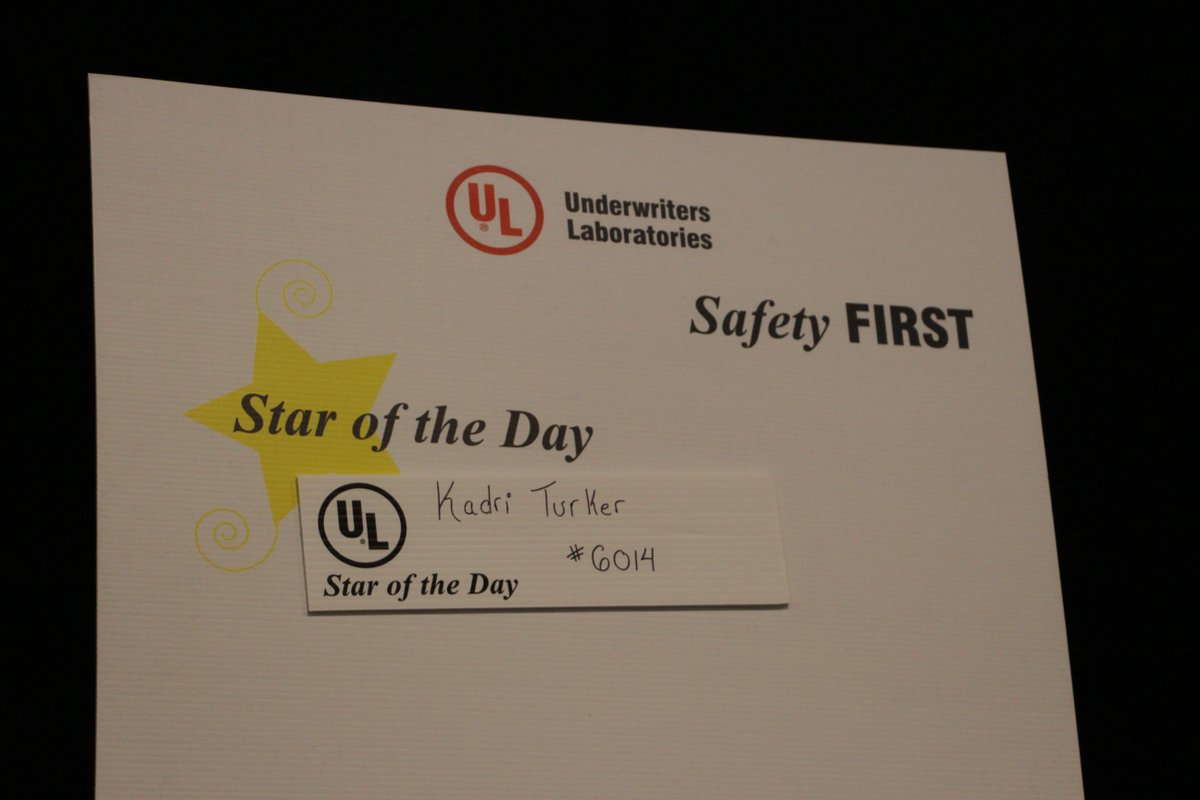 UL®
Underwriters
Laboratories
Safety FIRST
Star of the Day
UL®
Kadri Turker
#6014
Star of the Day